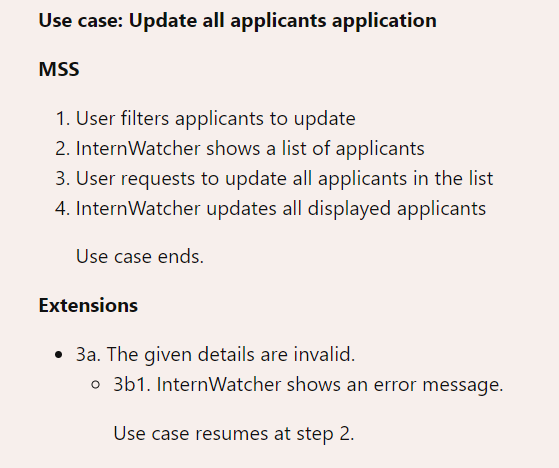 Use case: Update all applicants application
MSS
1. User filters applicants to update
2. InternWatcher shows a list of applicants
3. User requests to update all applicants in the list
4. InternWatcher updates all displayed applicants
Use case ends.
Extensions
• 3a. The given details are invalid.
○ 3b1. InternWatcher shows an error message.
Use case resumes at step 2.